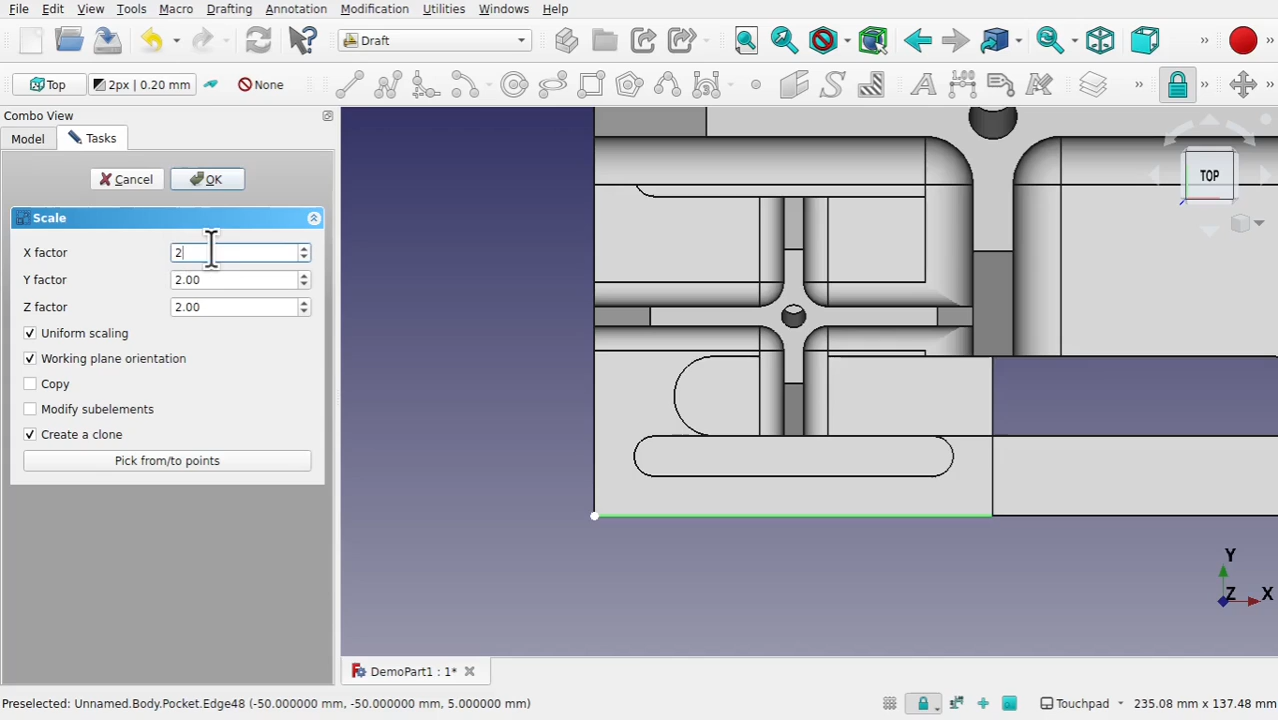 File Edit View Tools Macro Drafting Annotation Modification Utilities Windows Help
Draft
Top 2px | 0.20 mm None
Combo View
Model Tasks
Cancel OK
Scale
X factor 2
Y factor 2.00
Z factor 2.00
Uniform scaling
Working plane orientation
Copy
Modify subelements
Create a clone
Pick from/to points
TOP
Y
Z X
DemoPart1 : 1*
Preselected: Unnamed.Body.Pocket.Edge48 (-50.000000 mm, -50.000000 mm, 5.000000 mm) Touchpad 235.08 mm x 137.48 mm